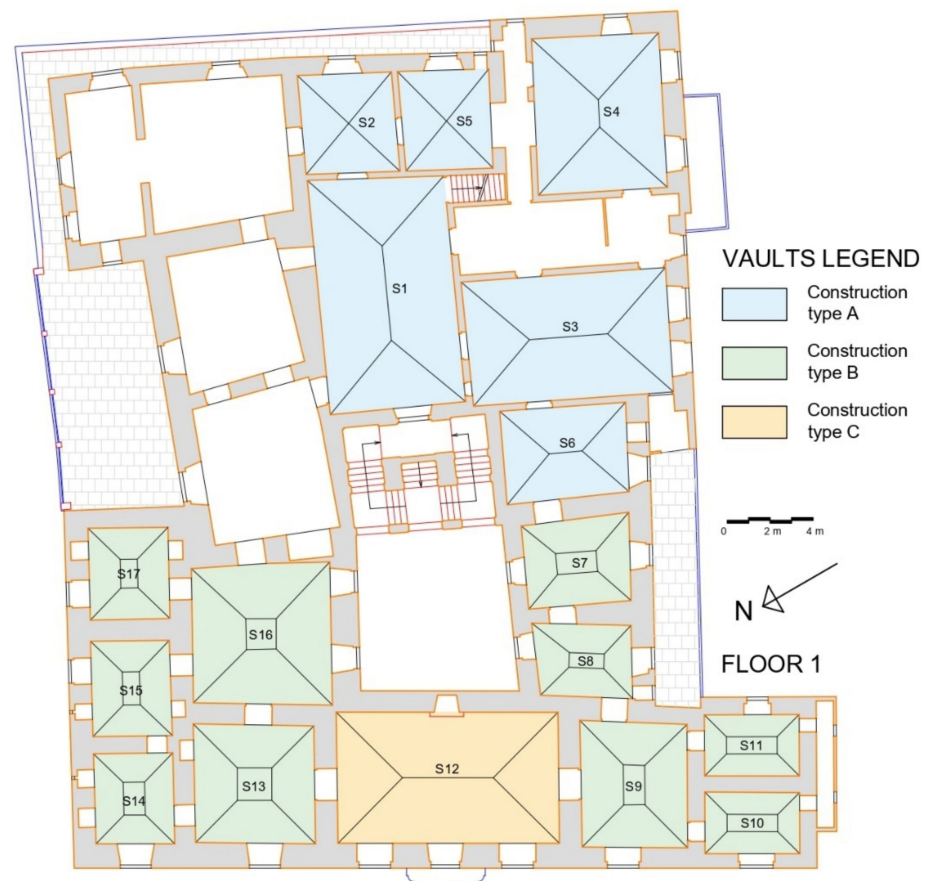 S4
S2
S5
S1
S3
S6
VAULTS LEGEND
Construction
type A
Construction
type B
Construction
type C
0 2 m 4 m
N
FLOOR 1
S17
S7
S16
S8
S15
S11
S12
S13
S9
S14
S10